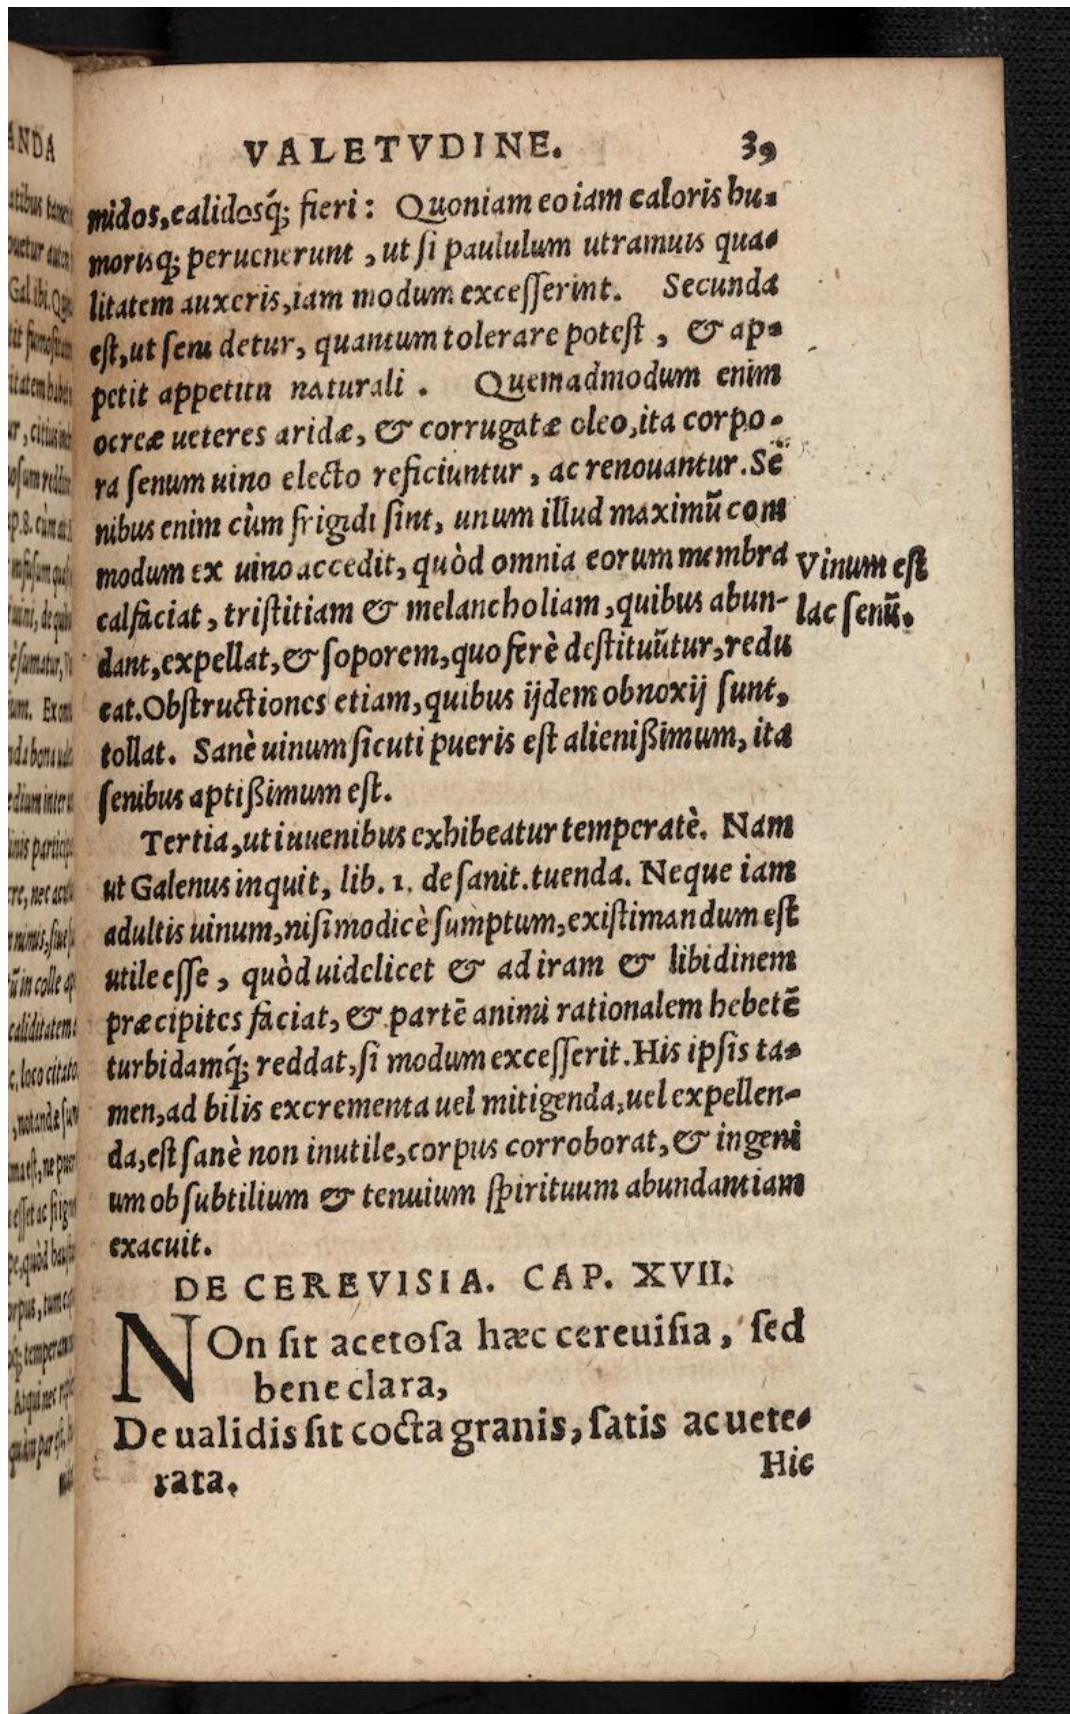 VALETVDINE. 39
midos, calidosq́; fieri: Quoniam eo iam caloris hu-
morisq; peruenerunt, ut si paululum utramuis qua-
litatem auxeris, iam modum excesserint. Secunda
est, ut seni detur, quantum tolerare potest, & ap-
petit appetitu naturali. Quemadmodum enim
ocreæ ueteres aridæ, & corrugatæ oleo, ita corpo-
ra senum uino electo reficiuntur, ac renouantur. Se
nibus enim cùm frigidi sint, unum illud maximū com
modum ex uino accedit, quòd omnia eorum membra
Vinum est
calfaciat, tristitiam & melancholiam, quibus abun-
lac senū.
dant, expellat, & soporem, quo ferè destituūtur, redu
cat. Obstructiones etiam, quibus ijdem obnoxij sunt,
tollat. Sanè uinum sicuti pueris est alienißimum, ita
senibus aptißimum est.
Tertia, ut iuuenibus exhibeatur temperatè. Nam
ut Galenus inquit, lib. 1. de sanit. tuenda. Neque iam
adultis uinum, nisi modicè sumptum, existimandum est
utile esse, quòd uidelicet & ad iram & libidinem
præcipites faciat, & partē animi rationalem hebetē
turbidamq́; reddat, si modum excesserit. His ipsis ta-
men, ad bilis excrementa uel mitigenda, uel expellen-
da, est sanè non inutile, corpus corroborat, & ingeni
um ob subtilium & tenuium spirituum abundantiam
exacuit.
DE CEREVISIA. CAP. XVII.
NOn sit acetosa hæc cereuisia, sed
bene clara,
De ualidis sit cocta granis, satis ac uete-
rata.
Hic